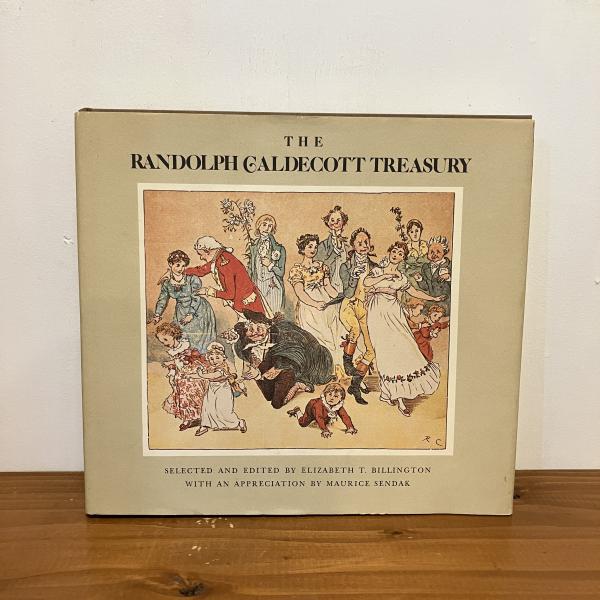 THE
RANDOLPH CALDECOTT TREASURY
R C
SELECTED AND EDITED BY ELIZABETH T. BILLINGTON
WITH AN APPRECIATION BY MAURICE SENDAK